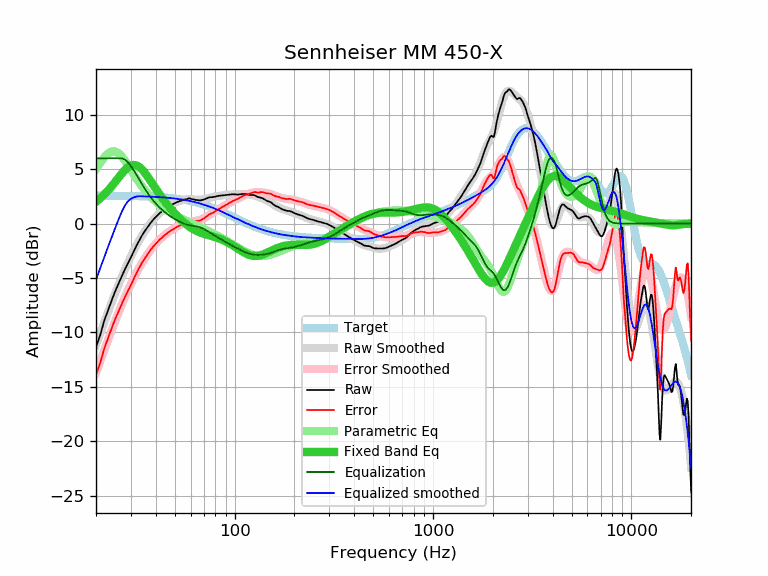 Sennheiser MM 450-X
Amplitude (dBr)
10
5
0
−5
−10
−15
−20
−25
Target
Raw Smoothed
Error Smoothed
Raw
Error
Parametric Eq
Fixed Band Eq
Equalization
Equalized smoothed
100 1000 10000
Frequency (Hz)